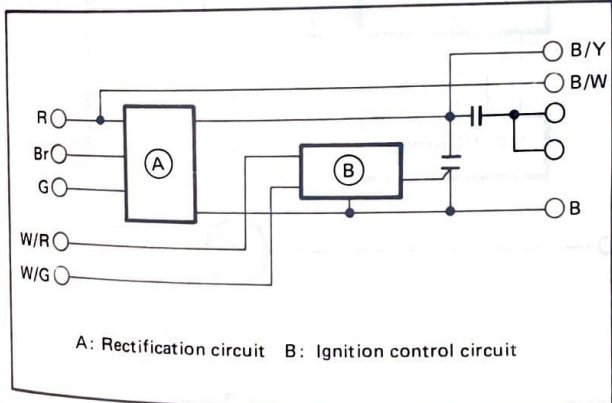 B/Y
B/W
R
Br
G
A
B
B
W/R
W/G
A: Rectification circuit B: Ignition control circuit